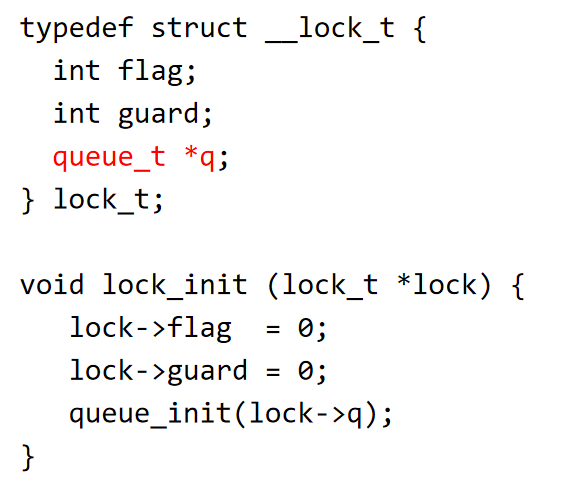 typedef struct __lock_t {
  int flag;
  int guard;
  queue_t *q;
} lock_t;

void lock_init (lock_t *lock) {
   lock->flag  = 0;
   lock->guard = 0;
   queue_init(lock->q);
}